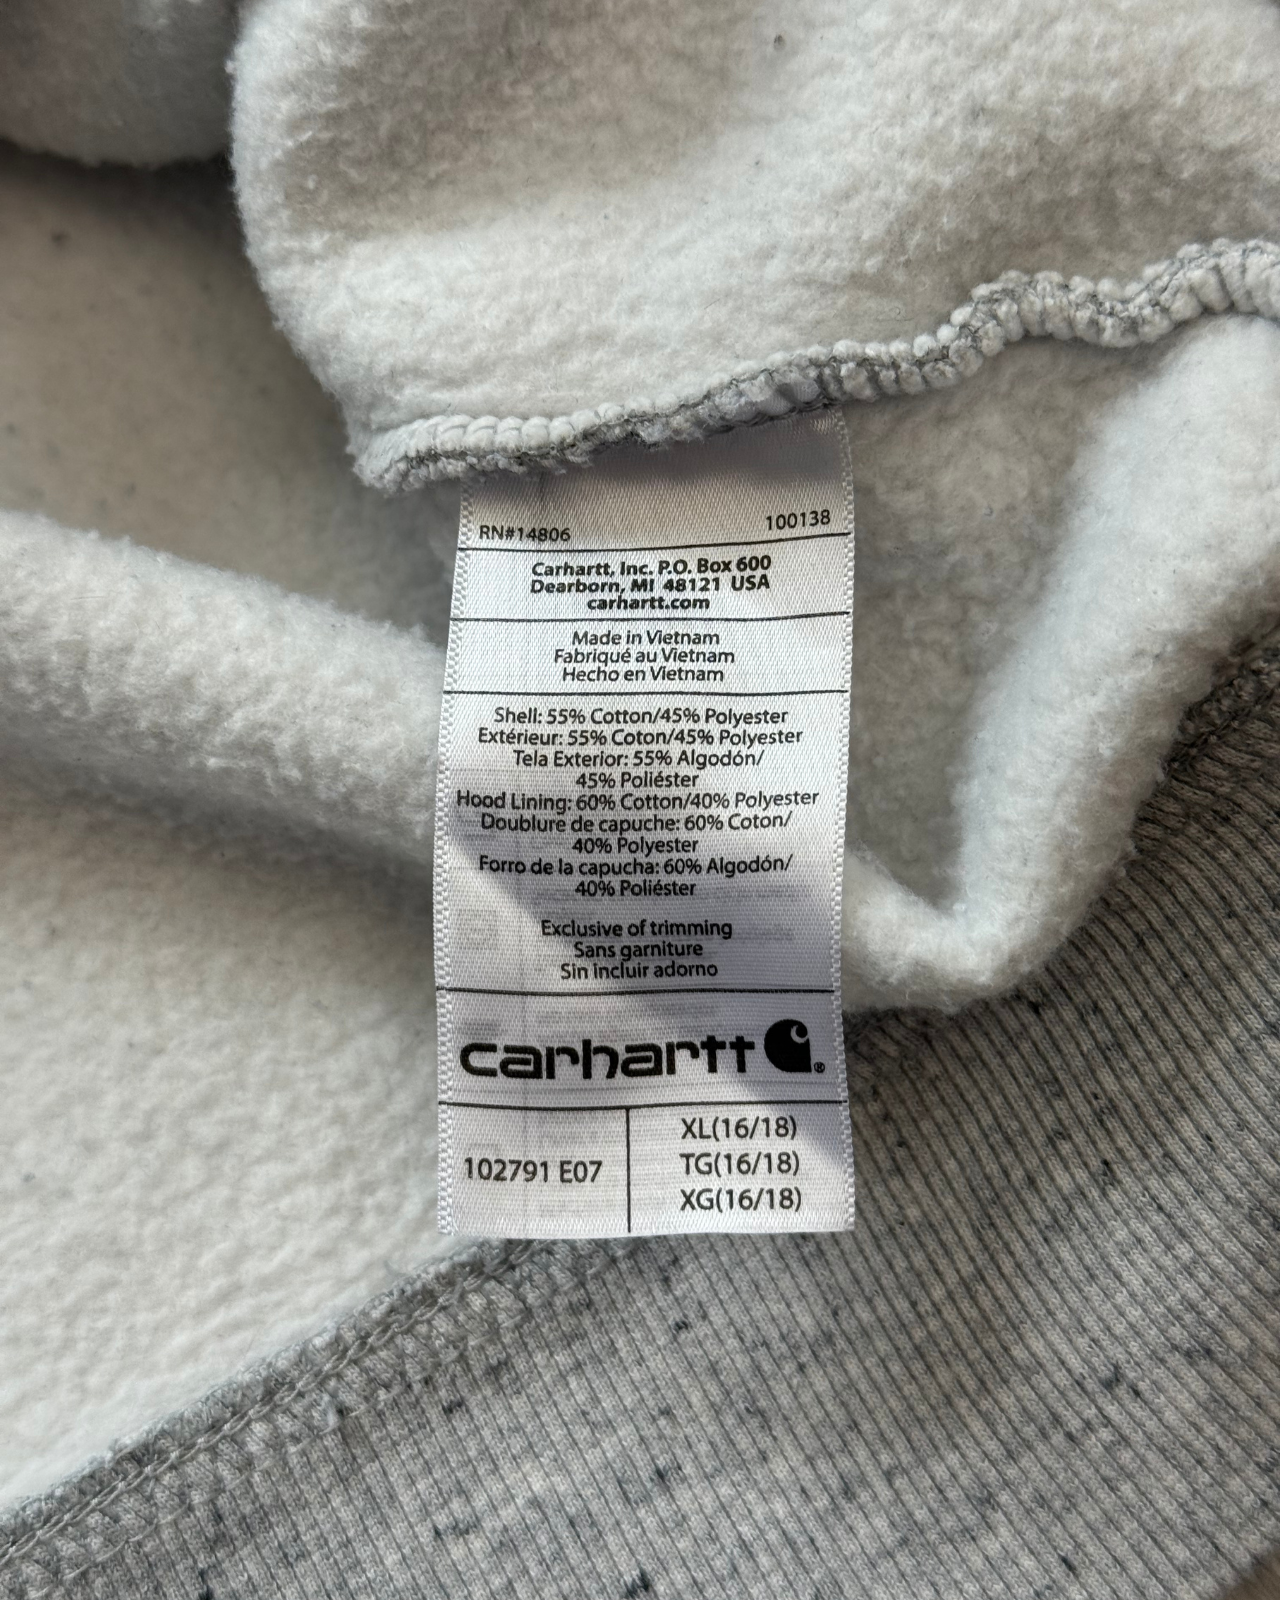 RN#14806 100138
Carhartt, Inc. P.O. Box 600
Dearborn, MI 48121 USA
carhartt.com
Made in Vietnam
Fabriqué au Vietnam
Hecho en Vietnam
Shell: 55% Cotton/45% Polyester
Extérieur: 55% Coton/45% Polyester
Tela Exterior: 55% Algodón/
45% Poliéster
Hood Lining: 60% Cotton/40% Polyester
Doublure de capuche: 60% Coton/
40% Polyester
Forro de la capucha: 60% Algodón/
40% Poliéster
Exclusive of trimming
Sans garniture
Sin incluir adorno
carhartt ®
102791 E07
XL(16/18)
TG(16/18)
XG(16/18)